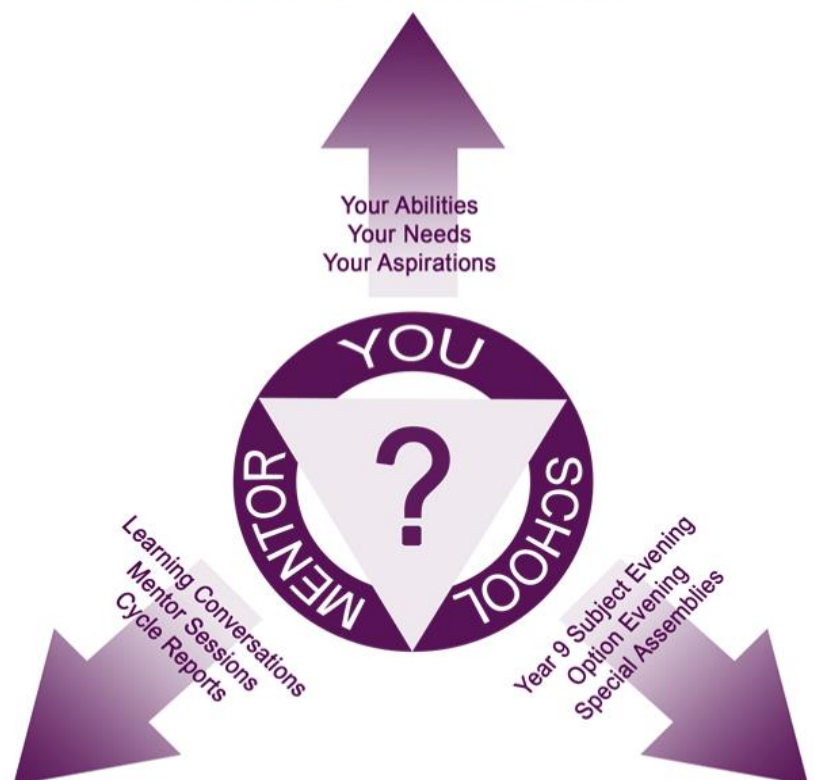 Your Abilities
Your Needs
Your Aspirations
YOU
?
MENTOR
SCHOOL
Learning Conversations
Mentor Sessions
Cycle Reports
Year 9 Subject Evening
Option Evening
Special Assemblies